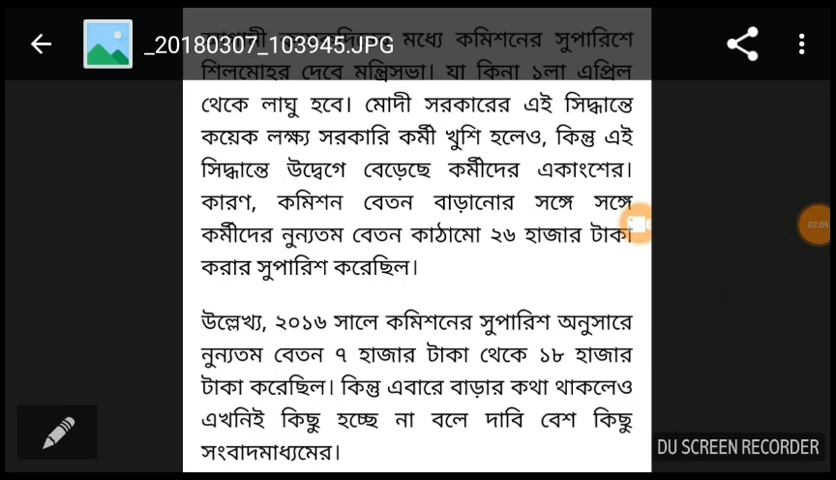 _20180307_103945.JPG
মধ্যে কমিশনের সুপারিশে
শিলমোহর দেবে মন্ত্রিসভা। যা কিনা ১লা এপ্রিল
থেকে লাঘু হবে। মোদী সরকারের এই সিদ্ধান্তে
কয়েক লক্ষ্য সরকারি কর্মী খুশি হলেও, কিন্তু এই
সিদ্ধান্তে উদ্বেগে বেড়েছে কর্মীদের একাংশের।
কারণ, কমিশন বেতন বাড়ানোর সঙ্গে সঙ্গে
কর্মীদের নুন্যতম বেতন কাঠামো ২৬ হাজার টাকা
করার সুপারিশ করেছিল।
02:09
উল্লেখ্য, ২০১৬ সালে কমিশনের সুপারিশ অনুসারে
নুন্যতম বেতন ৭ হাজার টাকা থেকে ১৮ হাজার
টাকা করেছিল। কিন্তু এবারে বাড়ার কথা থাকলেও
এখনিই কিছু হচ্ছে না বলে দাবি বেশ কিছু
সংবাদমাধ্যমের।
DU SCREEN RECORDER